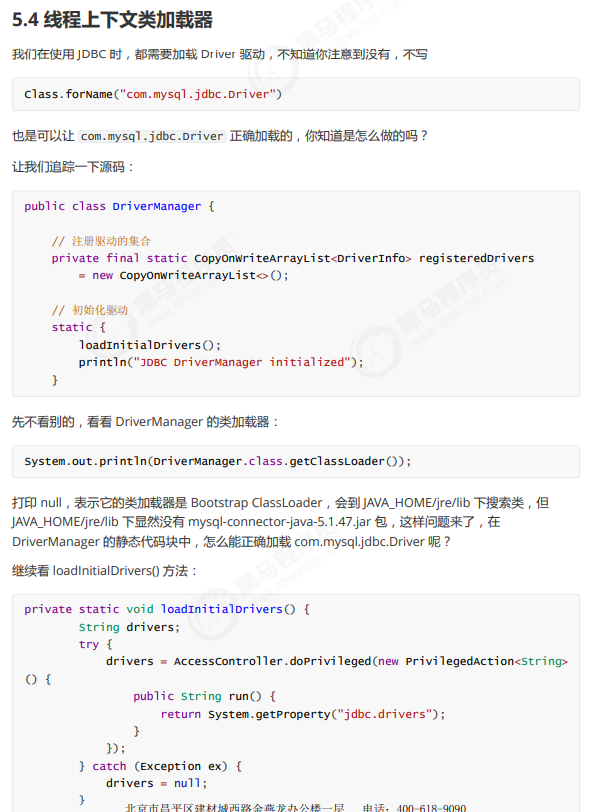 5.4 线程上下文类加载器
我们在使用 JDBC 时，都需要加载 Driver 驱动，不知道你注意到没有，不写
Class.forName("com.mysql.jdbc.Driver")
也是可以让 com.mysql.jdbc.Driver 正确加载的，你知道是怎么做的吗？
让我们追踪一下源码：
public class DriverManager {
// 注册驱动的集合
private final static CopyOnWriteArrayList<DriverInfo> registeredDrivers
= new CopyOnWriteArrayList<>();
// 初始化驱动
static {
loadInitialDrivers();
println("JDBC DriverManager initialized");
}
先不看别的，看看 DriverManager 的类加载器：
System.out.println(DriverManager.class.getClassLoader());
打印 null，表示它的类加载器是 Bootstrap ClassLoader，会到 JAVA_HOME/jre/lib 下搜索类，但
JAVA_HOME/jre/lib 下显然没有 mysql-connector-java-5.1.47.jar 包，这样问题来了，在
DriverManager 的静态代码块中，怎么能正确加载 com.mysql.jdbc.Driver 呢？
继续看 loadInitialDrivers() 方法：
private static void loadInitialDrivers() {
String drivers;
try {
drivers = AccessController.doPrivileged(new PrivilegedAction<String>
() {
public String run() {
return System.getProperty("jdbc.drivers");
}
});
} catch (Exception ex) {
drivers = null;
}
北京市昌平区建材城西路金燕龙办公楼一层 电话：400-618-9090
黑马程序员
www.itheima.com